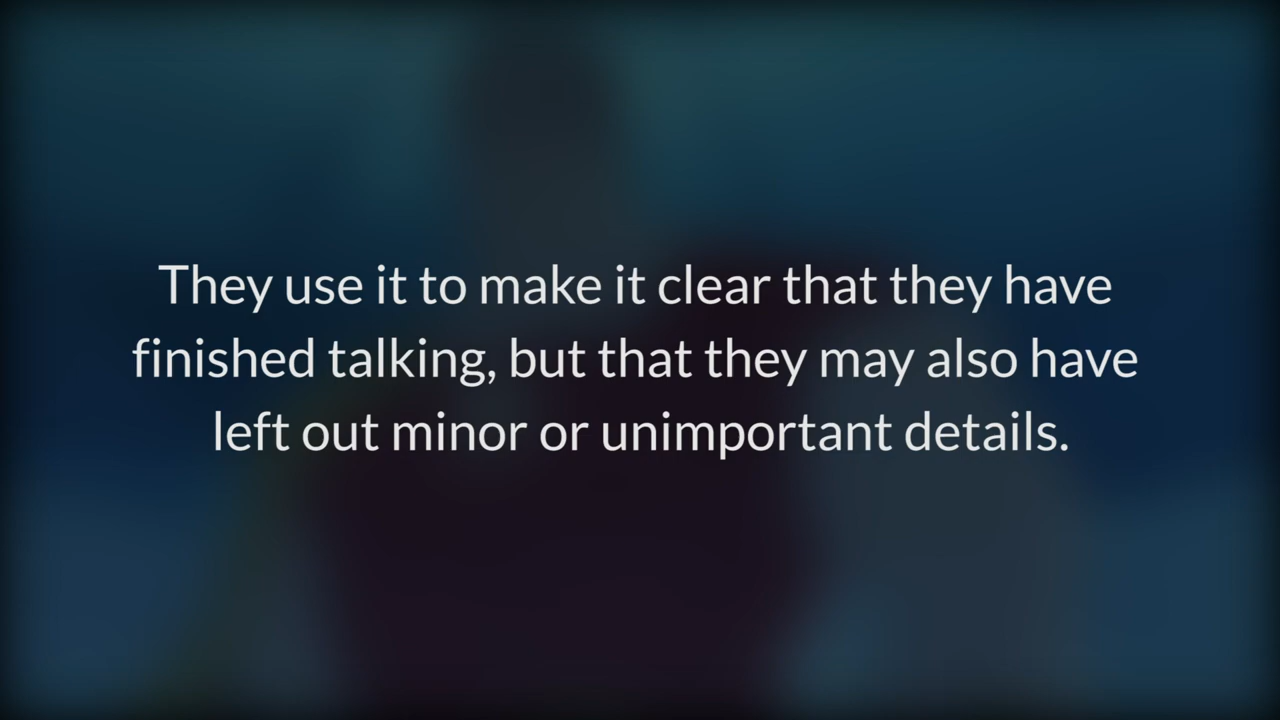 They use it to make it clear that they have
finished talking, but that they may also have
left out minor or unimportant details.